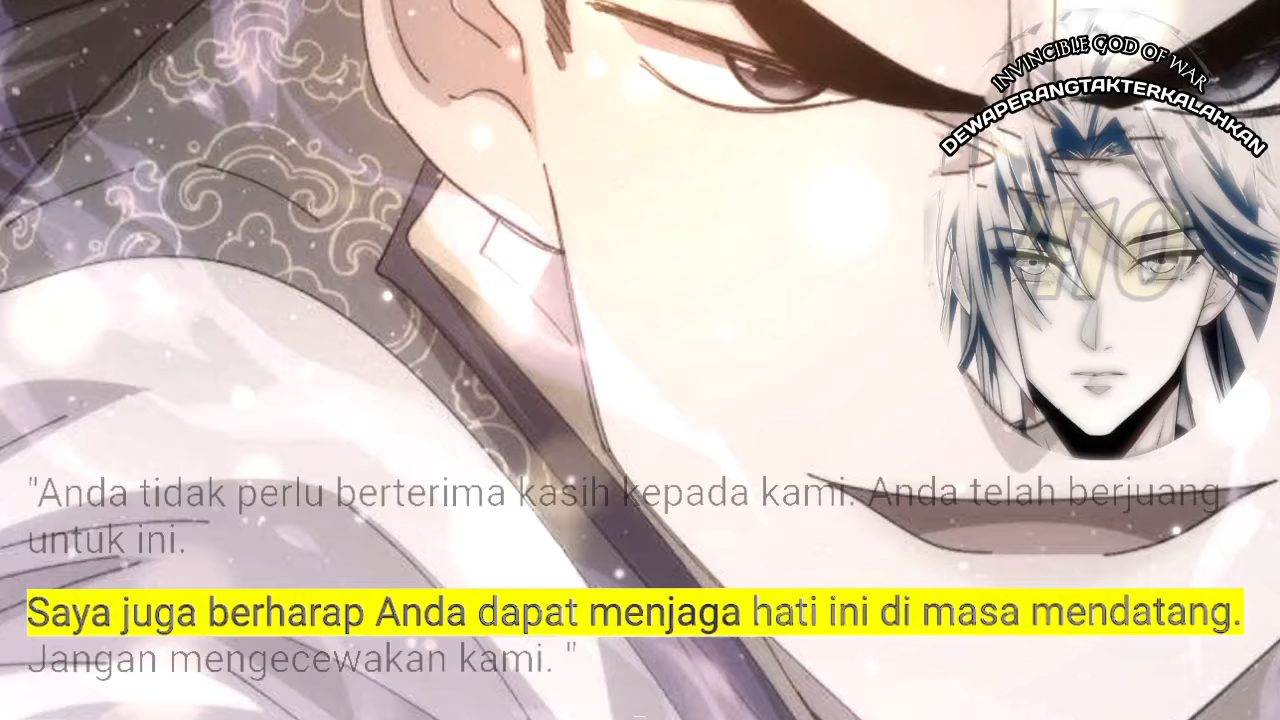 INVINCIBLE GOD OF WAR
DEWAPERANGTAKTERKALAHKAN
"Anda tidak perlu berterima kasih kepada kami. Anda telah berjuang
untuk ini.
Saya juga berharap Anda dapat menjaga hati ini di masa mendatang.
Jangan mengecewakan kami. "